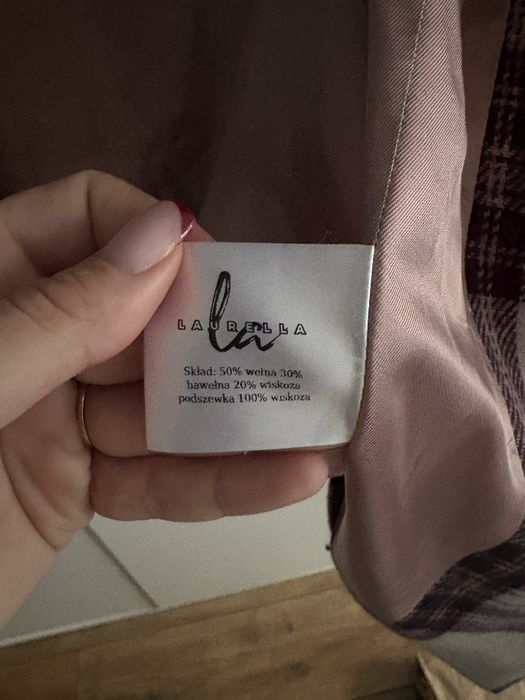 la
LAURELLA
Skład: 50% wełna 30%
bawełna 20% wiskoza
podszewka 100% wiskoza